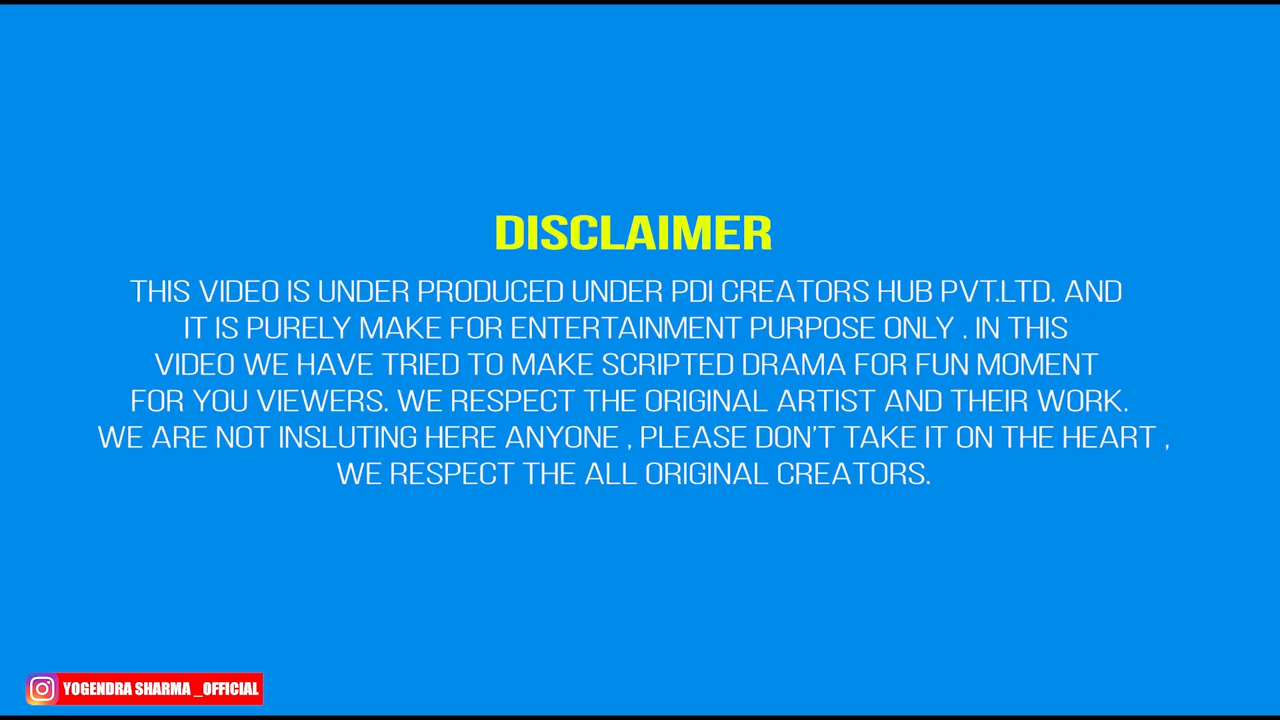 DISCLAIMER
THIS VIDEO IS UNDER PRODUCED UNDER PDI CREATORS HUB PVT.LTD. AND
IT IS PURELY MAKE FOR ENTERTAINMENT PURPOSE ONLY . IN THIS
VIDEO WE HAVE TRIED TO MAKE SCRIPTED DRAMA FOR FUN MOMENT
FOR YOU VIEWERS. WE RESPECT THE ORIGINAL ARTIST AND THEIR WORK.
WE ARE NOT INSLUTING HERE ANYONE , PLEASE DON'T TAKE IT ON THE HEART ,
WE RESPECT THE ALL ORIGINAL CREATORS.
YOGENDRA SHARMA _OFFICIAL